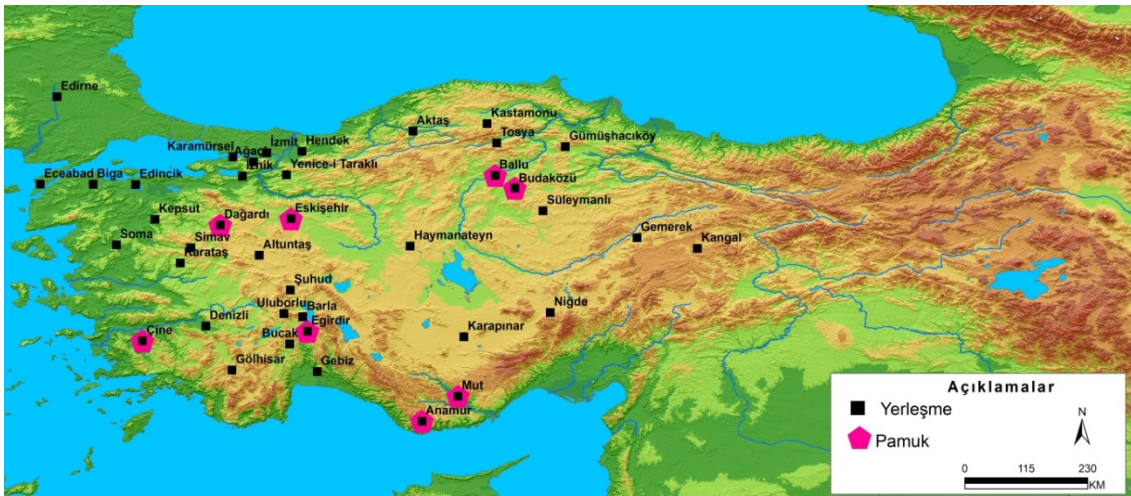 Edirne
Kastamonu
Aktaş
Tosya
Gümüşhacıköy
Hendek
İzmit
Karamürsel
Ağaç
İznik
Yenice-i Taraklı
Ballu
Budaközü
Eceabad
Biga
Edincik
Süleymanlı
Kepsut
Dağardı
Eskişehir
Soma
Simav
Altuntaş
Haymanateyn
Gemerek
Kangal
Karataş
Şuhud
Uluborlu
Barla
Niğde
Denizli
Egirdir
Çine
Bucak
Karapınar
Gölhisar
Gebiz
Mut
Anamur
Açıklamalar
Yerleşme
Pamuk
N
0 115 230
KM